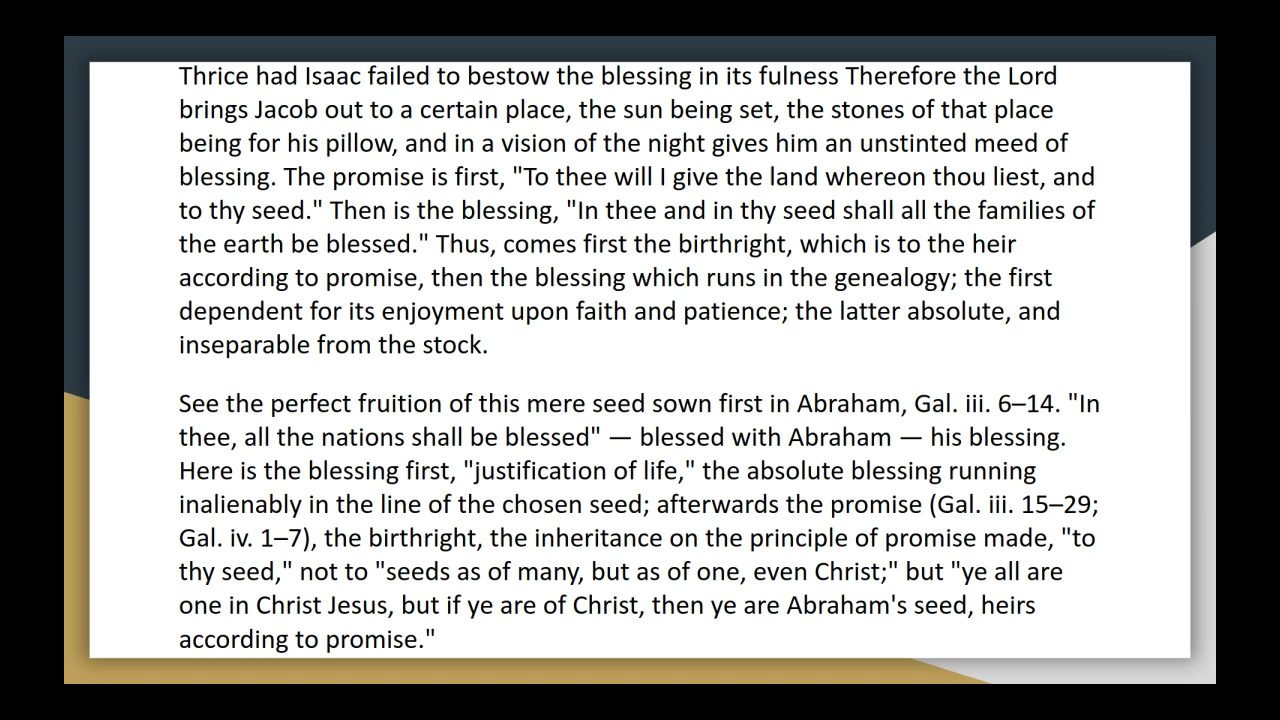 Thrice had Isaac failed to bestow the blessing in its fulness Therefore the Lord
brings Jacob out to a certain place, the sun being set, the stones of that place
being for his pillow, and in a vision of the night gives him an unstinted meed of
blessing. The promise is first, "To thee will I give the land whereon thou liest, and
to thy seed." Then is the blessing, "In thee and in thy seed shall all the families of
the earth be blessed." Thus, comes first the birthright, which is to the heir
according to promise, then the blessing which runs in the genealogy; the first
dependent for its enjoyment upon faith and patience; the latter absolute, and
inseparable from the stock.
See the perfect fruition of this mere seed sown first in Abraham, Gal. iii. 6–14. "In
thee, all the nations shall be blessed" — blessed with Abraham — his blessing.
Here is the blessing first, "justification of life," the absolute blessing running
inalienably in the line of the chosen seed; afterwards the promise (Gal. iii. 15–29;
Gal. iv. 1–7), the birthright, the inheritance on the principle of promise made, "to
thy seed," not to "seeds as of many, but as of one, even Christ;" but "ye all are
one in Christ Jesus, but if ye are of Christ, then ye are Abraham's seed, heirs
according to promise."